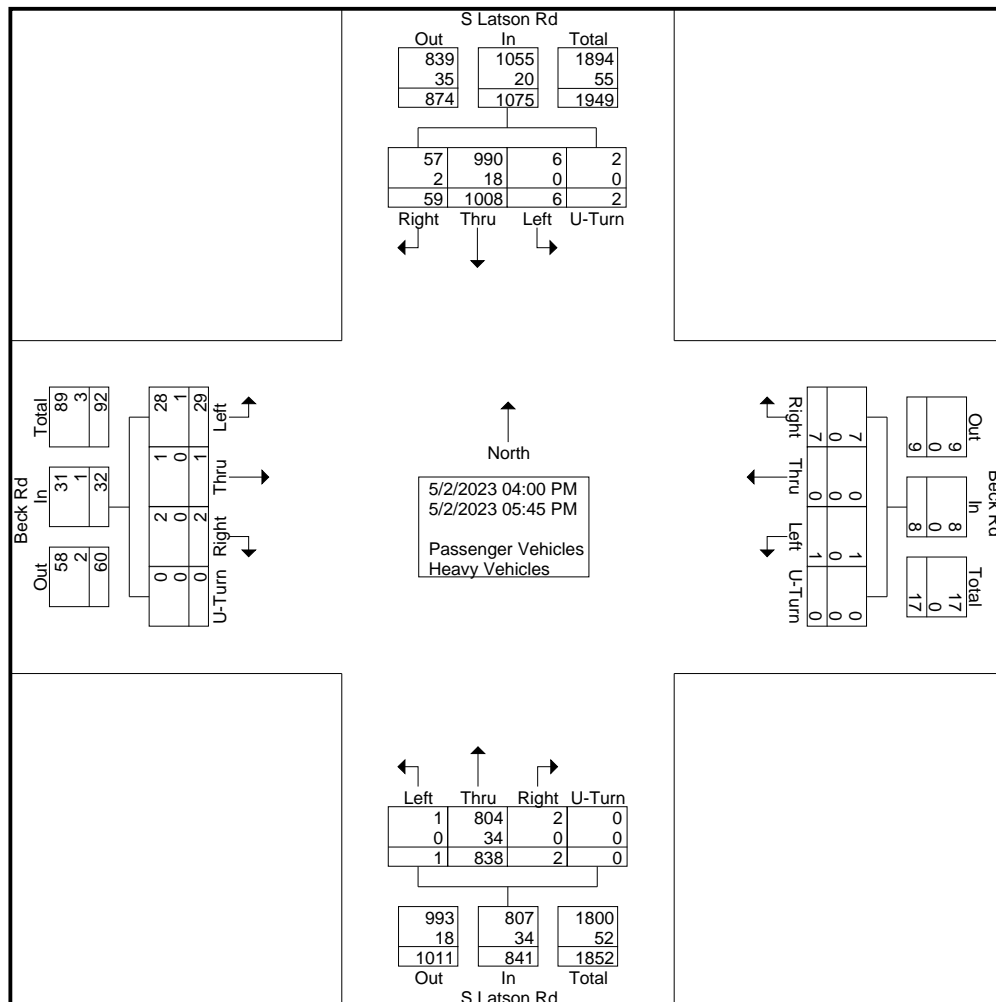 S Latson Rd
Out In Total
839 1055 1894
35 20 55
874 1075 1949
57 990 6 2
2 18 0 0
59 1008 6 2
Right Thru Left U-Turn
Beck Rd
Total In Out
89 31 58
3 1 2
92 32 60
28 1 2 0
1 0 0 0
29 1 2 0
Left Thru Right U-Turn
North
5/2/2023 04:00 PM
5/2/2023 05:45 PM
Passenger Vehicles
Heavy Vehicles
Right Thru Left U-Turn
7 0 1 0
0 0 0 0
7 0 1 0
Out In Total
9 8 17
0 0 0
9 8 17
Beck Rd
Left Thru Right U-Turn
1 804 2 0
0 34 0 0
1 838 2 0
993 807 1800
18 34 52
1011 841 1852
Out In Total
S Latson Rd